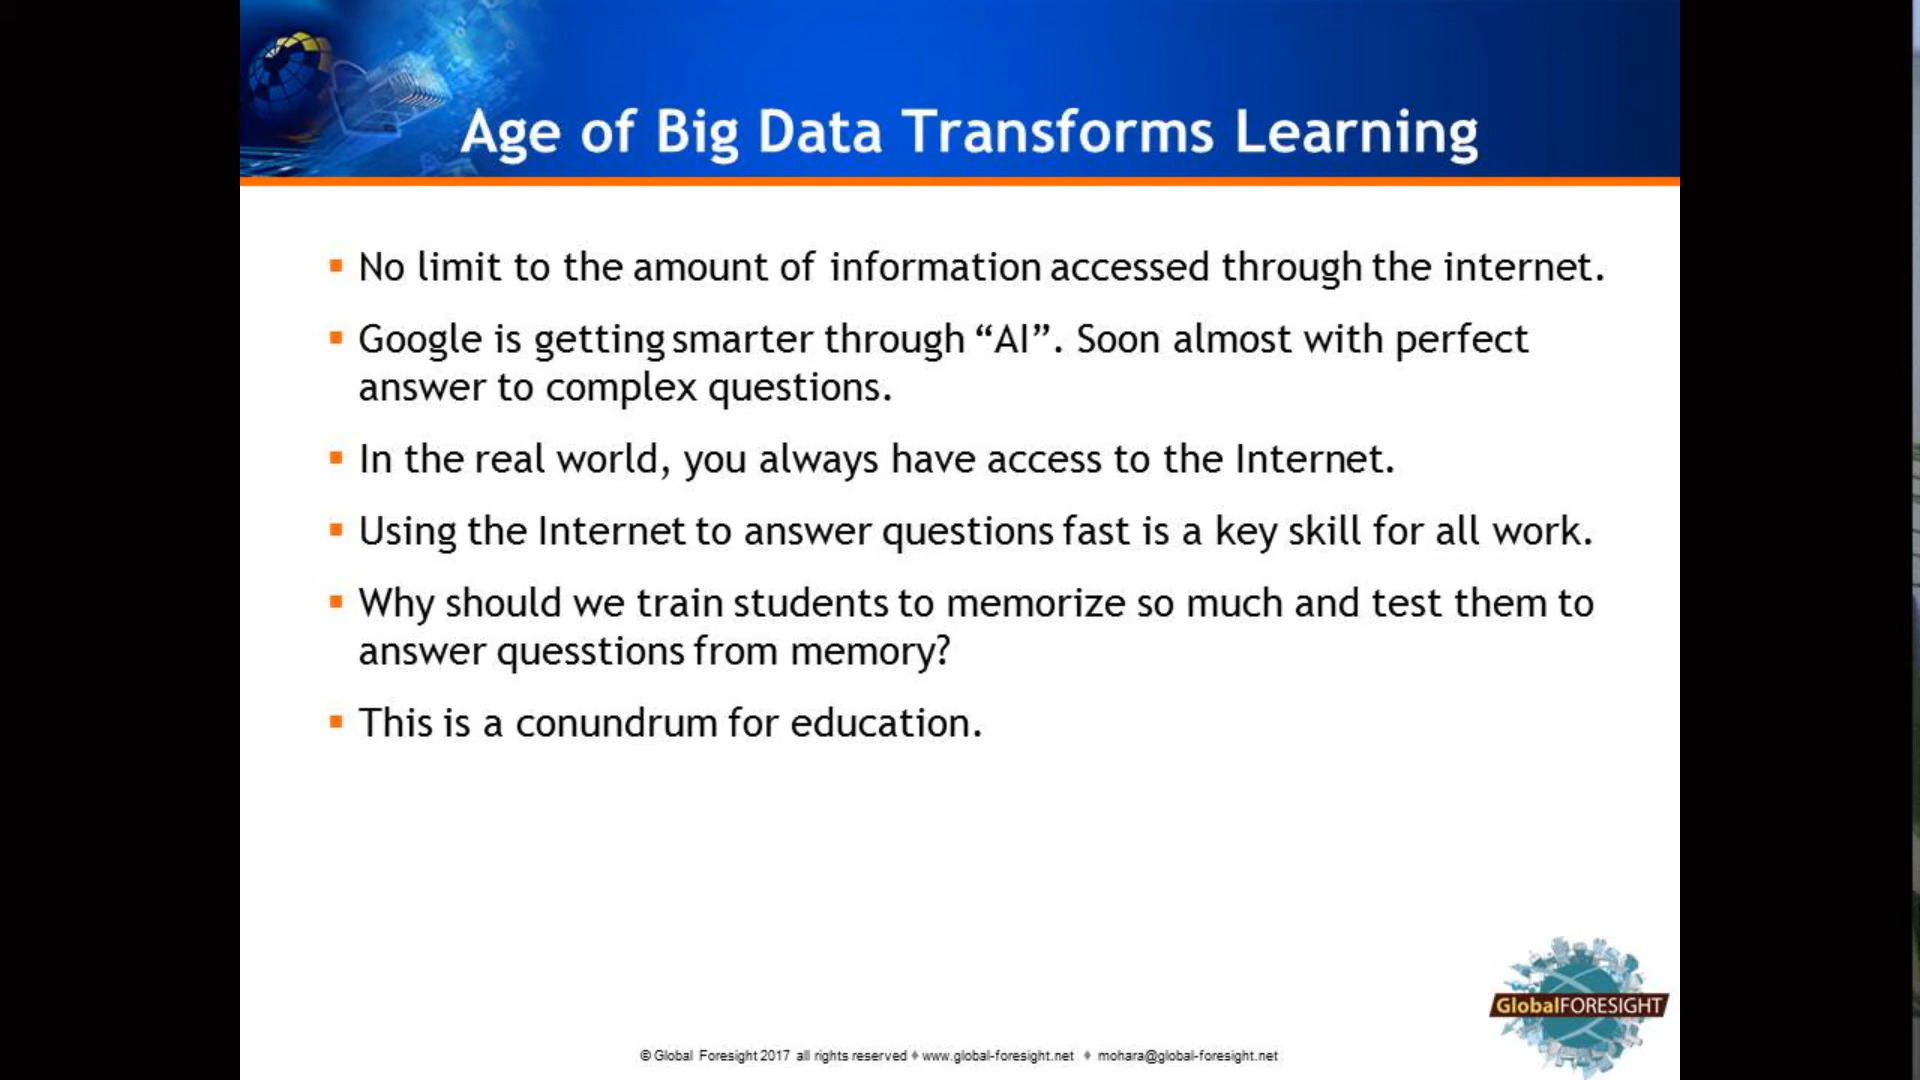 Age of Big Data Transforms Learning
No limit to the amount of information accessed through the internet.
Google is getting smarter through “AI”. Soon almost with perfect
answer to complex questions.
In the real world, you always have access to the Internet.
Using the Internet to answer questions fast is a key skill for all work.
Why should we train students to memorize so much and test them to
answer quesstions from memory?
This is a conundrum for education.
GlobalFORESIGHT
© Global Foresight 2017 all rights reserved ♦ www.global-foresight.net ♦ mohara@global-foresight.net